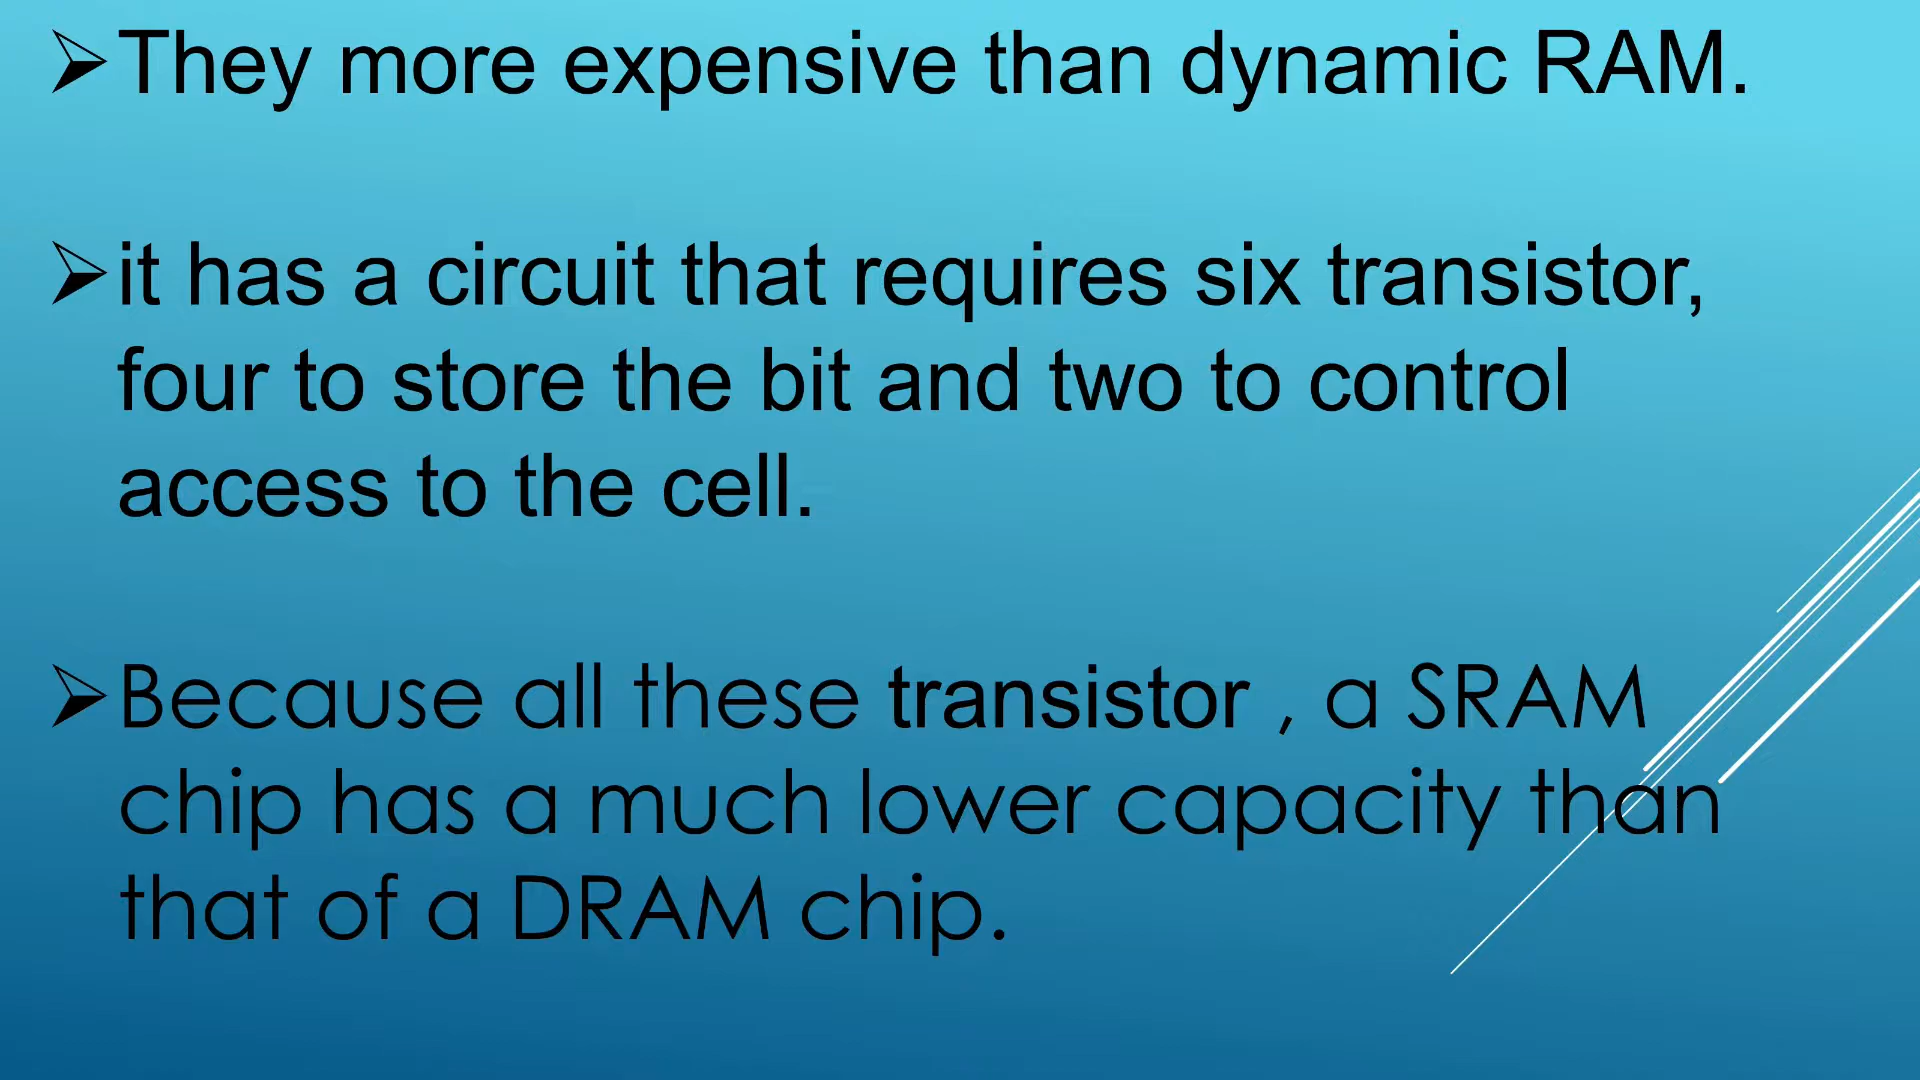 ➢They more expensive than dynamic RAM.
➢it has a circuit that requires six transistor,
four to store the bit and two to control
access to the cell.
➢Because all these transistor , a SRAM
chip has a much lower capacity than
that of a DRAM chip.